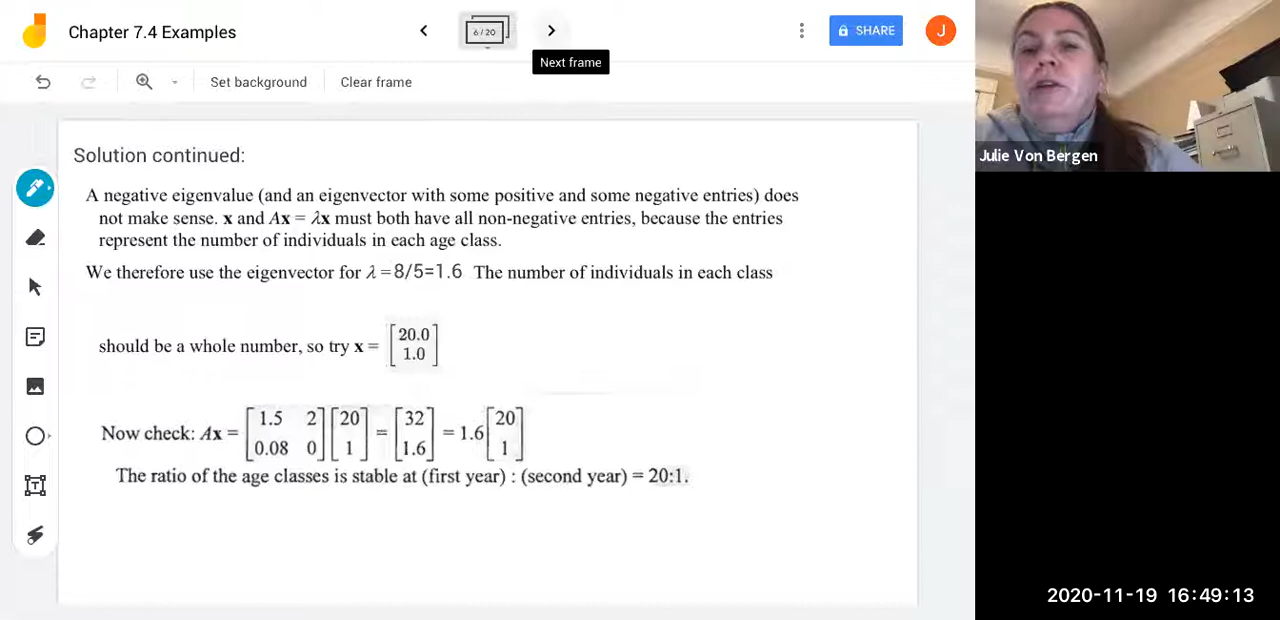 Chapter 7.4 Examples
6 / 20
SHARE
J
Next frame
Set background
Clear frame
Julie Von Bergen
Solution continued:
A negative eigenvalue (and an eigenvector with some positive and some negative entries) does
not make sense. x and Ax = λx must both have all non-negative entries, because the entries
represent the number of individuals in each age class.
We therefore use the eigenvector for λ =8/5=1.6 The number of individuals in each class
should be a whole number, so try x = [20.0
1.0]
Now check: Ax = [1.5 2
0.08 0] [20
1] = [32
1.6] = 1.6 [20
1]
The ratio of the age classes is stable at (first year) : (second year) = 20:1.
T
2020-11-19 16:49:13